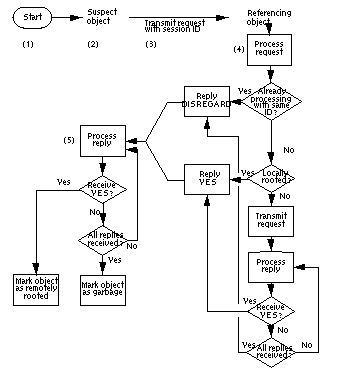 Start
Suspect
object
Transmit request
with session ID
Referencing
object
(1)
(2)
(3)
(4)
Process
request
Already
processing
with same
ID?
Yes
No
Reply
DISREGARD
(5)
Process
reply
Reply
YES
Yes
Locally
rooted?
No
Yes
Receive
YES?
No
Transmit
request
All replies
received?
No
Yes
Process
reply
Mark object
as remotely
rooted
Mark object
as garbage
Yes
Receive
YES?
No
Yes
All replies
received?
No